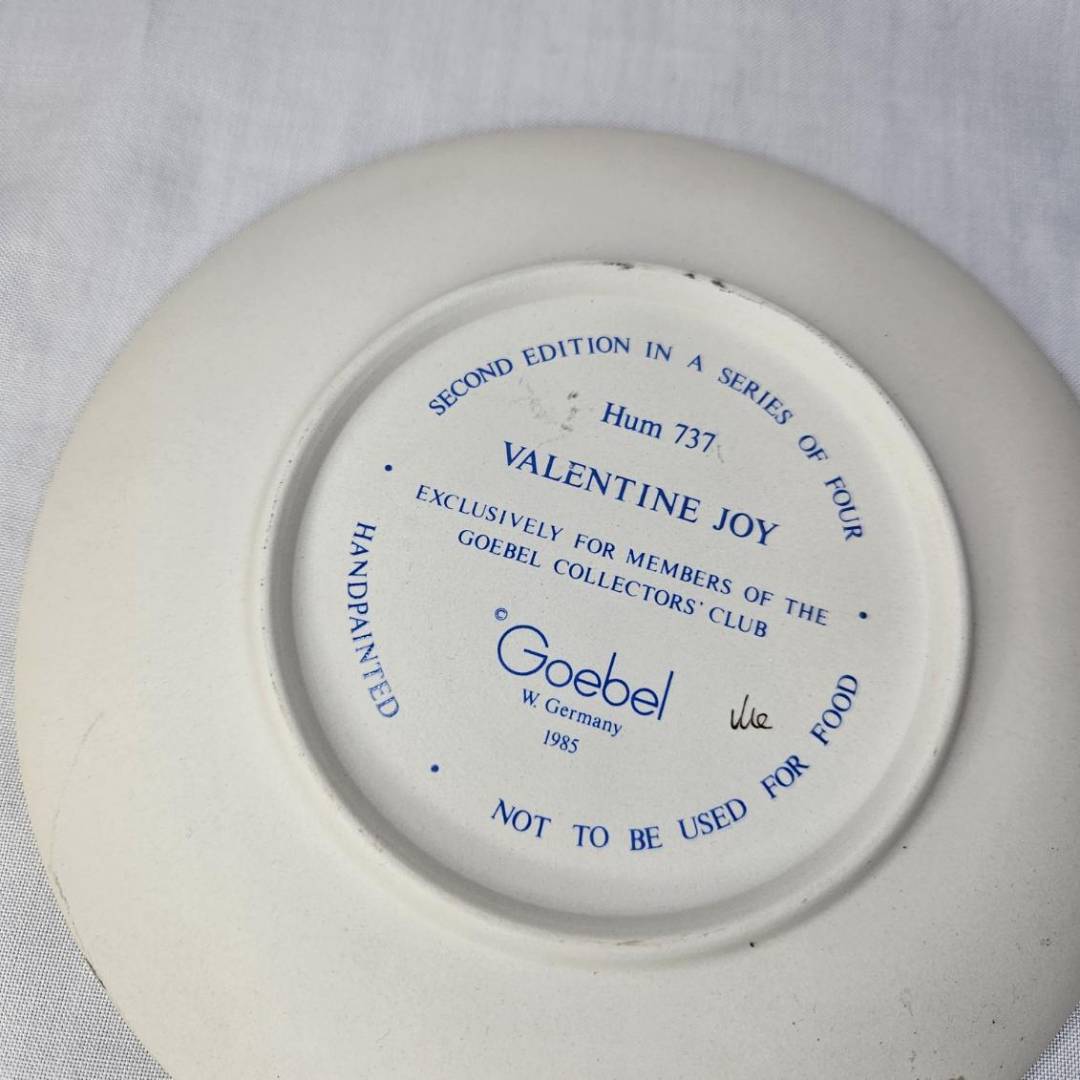 SECOND EDITION IN A SERIES OF FOUR
Hum 737
VALENTINE JOY
EXCLUSIVELY FOR MEMBERS OF THE
GOEBEL COLLECTORS' CLUB
© Goebel
W. Germany
1985
HANDPAINTED
NOT TO BE USED FOR FOOD